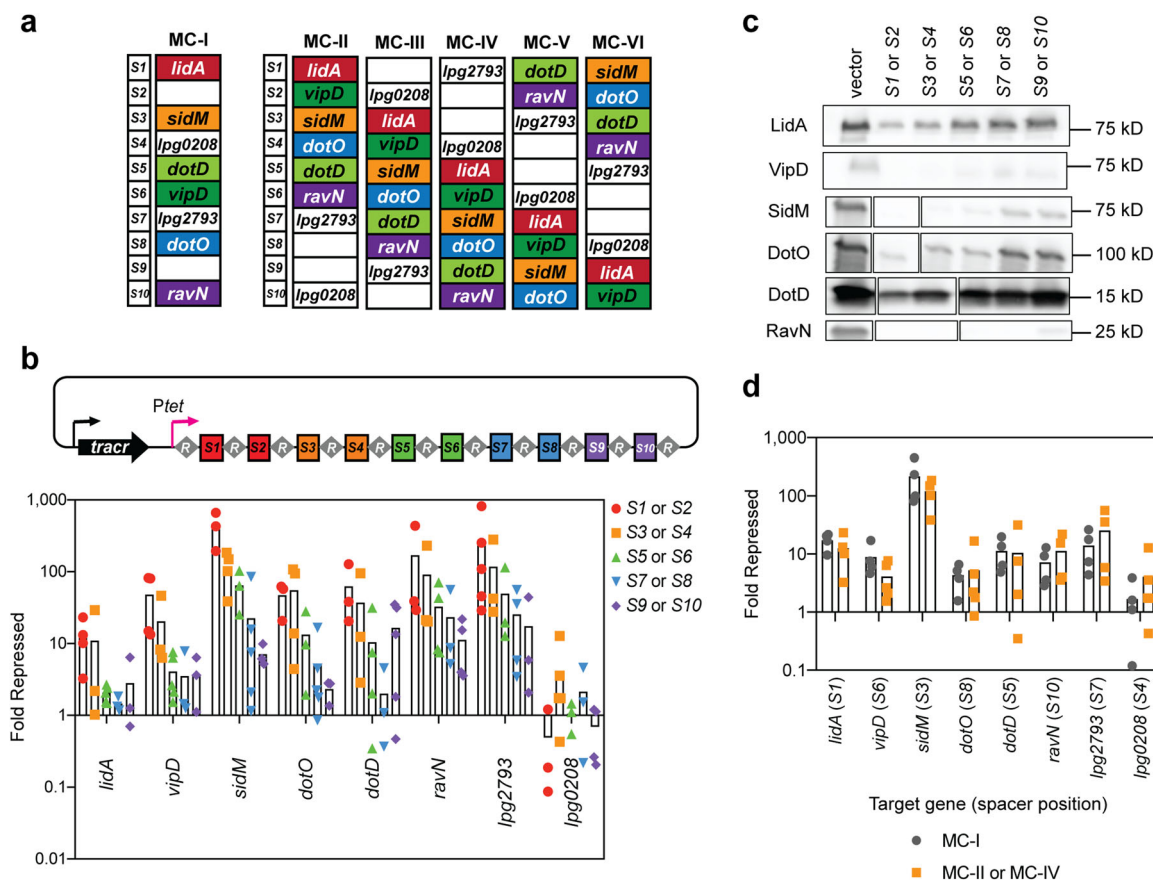 a
MC-I
S1 lidA
S2
S3 sidM
S4 lpg0208
S5 dotD
S6 vipD
S7 lpg2793
S8 dotO
S9
S10 ravN
MC-II MC-III MC-IV MC-V MC-VI
S1 lidA lpg2793 dotD sidM
S2 vipD lpg0208 ravN dotO
S3 sidM lidA lpg2793 dotD
S4 dotO vipD lpg0208 ravN
S5 dotD sidM lidA lpg2793
S6 ravN dotO vipD lpg0208
S7 lpg2793 dotD sidM lidA
S8 ravN dotO vipD lpg0208
S9 lpg2793 dotD sidM lidA
S10 lpg0208 ravN dotO vipD
b
Ptet
tracr R S1 R S2 R S3 R S4 R S5 R S6 R S7 R S8 R S9 R S10 R
Fold Repressed
1,000
100
10
1
0.1
0.01
lidA vipD sidM dotO dotD ravN lpg2793 lpg0208
S1 or S2
S3 or S4
S5 or S6
S7 or S8
S9 or S10
c
vector S1 or S2 S3 or S4 S5 or S6 S7 or S8 S9 or S10
LidA 75 kD
VipD 75 kD
SidM 75 kD
DotO 100 kD
DotD 15 kD
RavN 25 kD
d
Fold Repressed
1,000
100
10
1
0.1
lidA (S1) vipD (S6) sidM (S3) dotO (S8) dotD (S5) ravN (S10) lpg2793 (S7) lpg0208 (S4)
Target gene (spacer position)
MC-I
MC-II or MC-IV